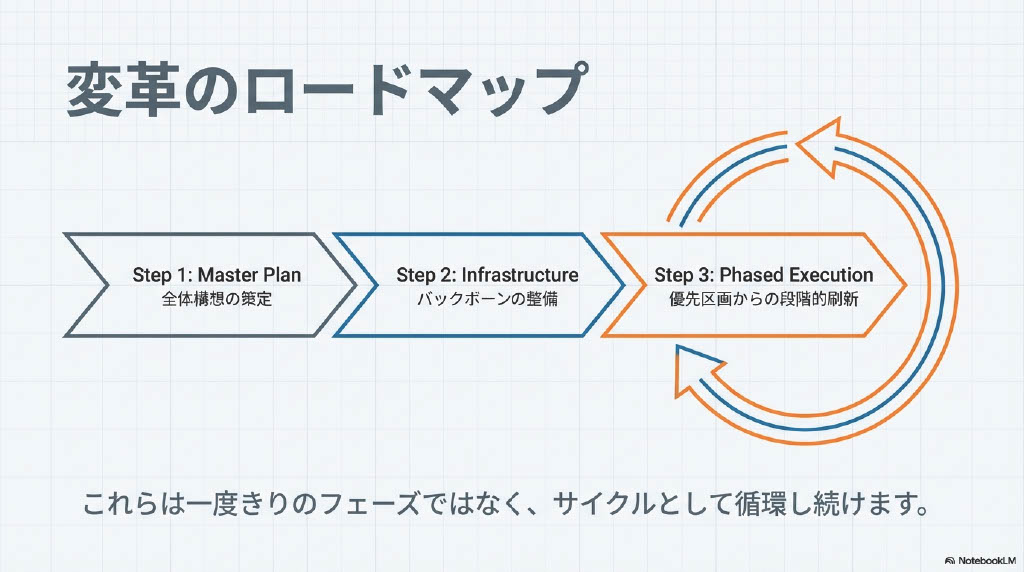 変革のロードマップ
Step 1: Master Plan
全体構想の策定
Step 2: Infrastructure
バックボーンの整備
Step 3: Phased Execution
優先区画からの段階的刷新
これらは一度きりのフェーズではなく、サイクルとして循環し続けます。
NotebookLM